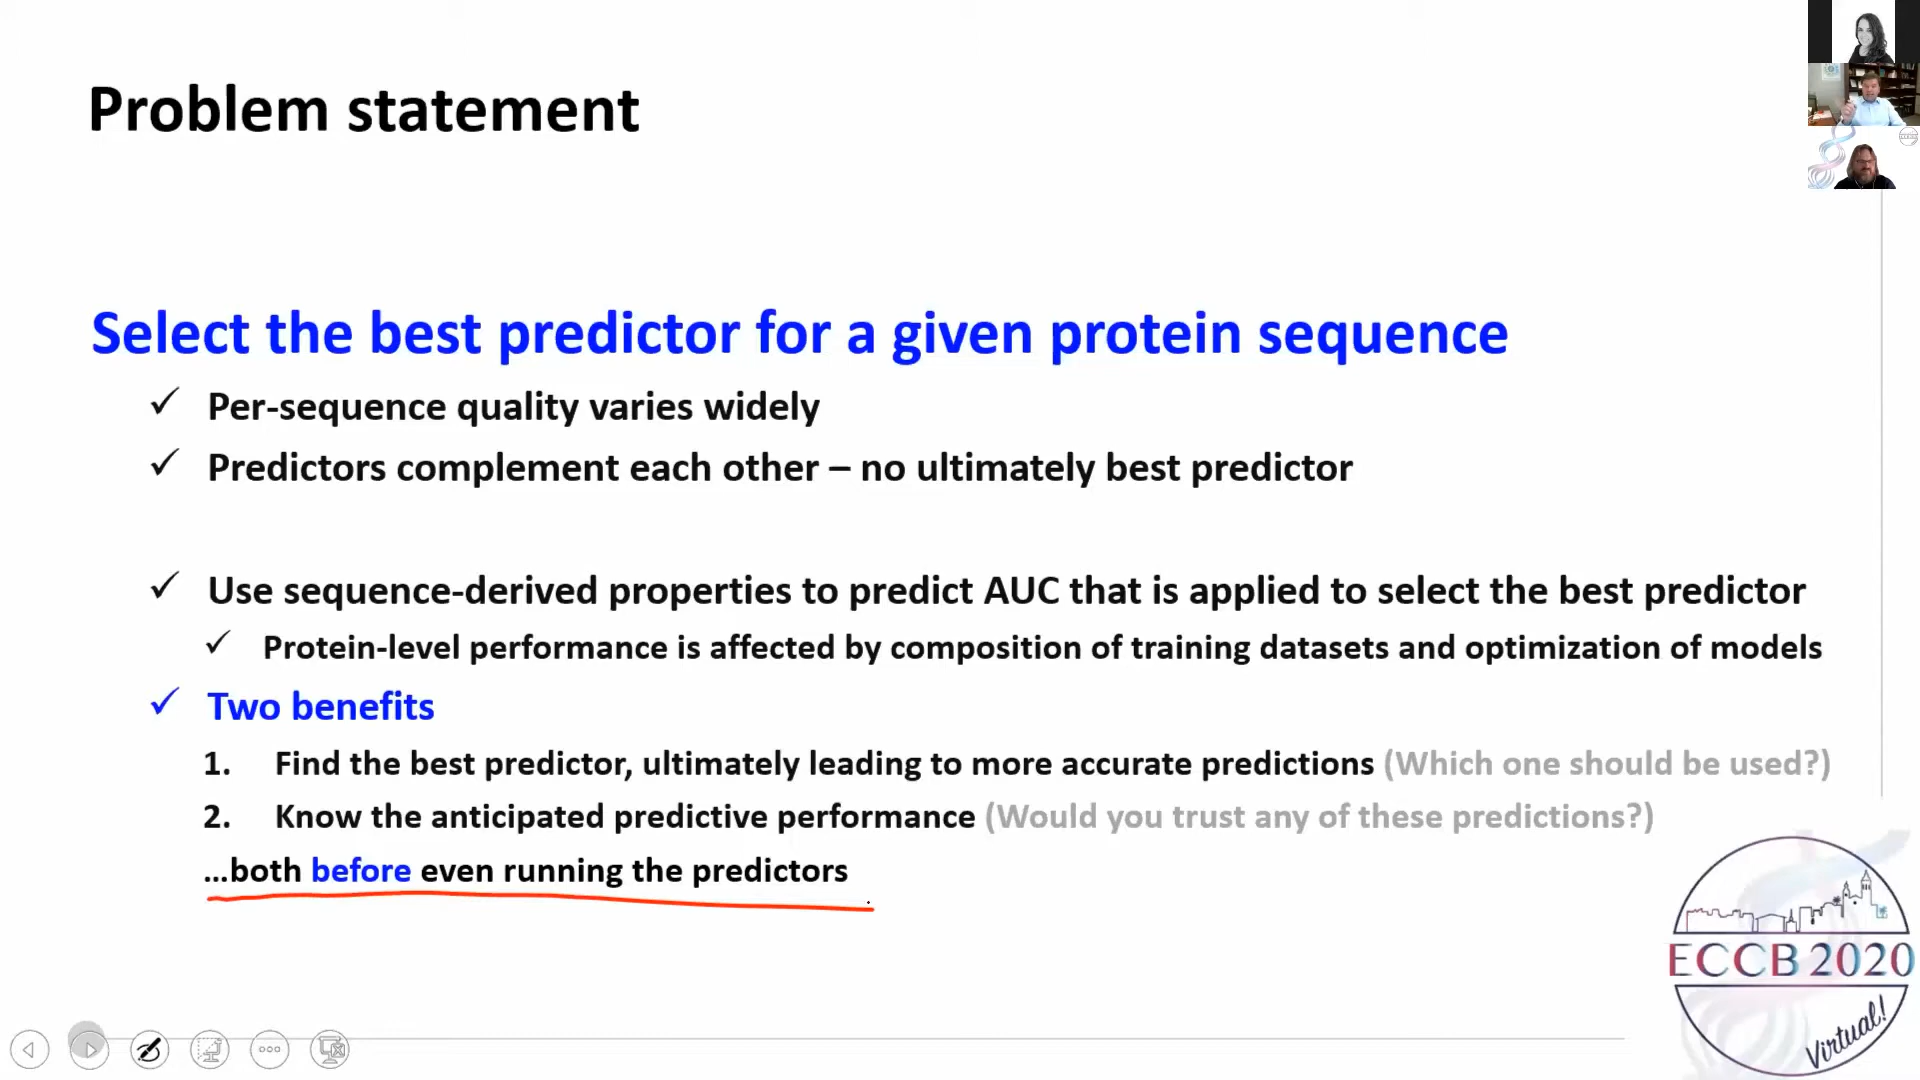 Problem statement
Select the best predictor for a given protein sequence
✓ Per-sequence quality varies widely
✓ Predictors complement each other – no ultimately best predictor
✓ Use sequence-derived properties to predict AUC that is applied to select the best predictor
✓ Protein-level performance is affected by composition of training datasets and optimization of models
✓ Two benefits
1. Find the best predictor, ultimately leading to more accurate predictions (Which one should be used?)
2. Know the anticipated predictive performance (Would you trust any of these predictions?)
...both before even running the predictors
ECCB 2020
Virtual!